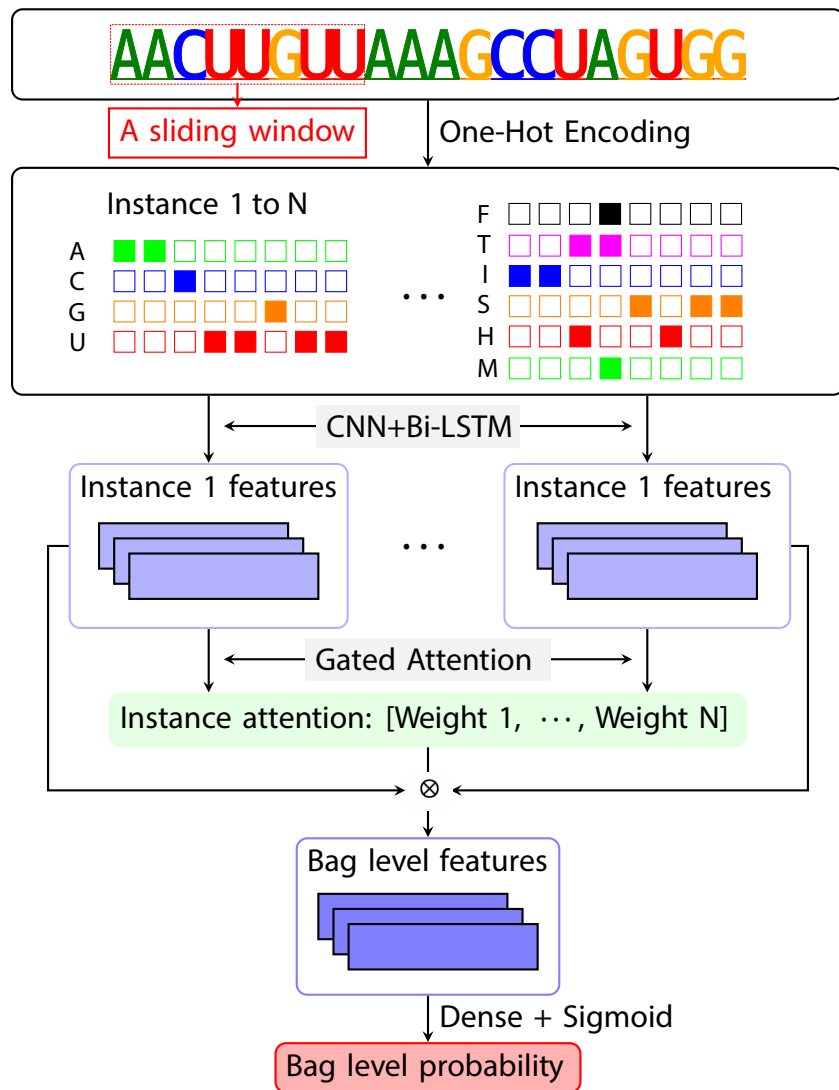 AACUUGUUAAAGCCUAGUGG
A sliding window
One-Hot Encoding
Instance 1 to N
A
C
G
U
...
F
T
I
S
H
M
CNN+Bi-LSTM
Instance 1 features
...
Instance 1 features
Gated Attention
Instance attention: [Weight 1, ···, Weight N]
⊗
Bag level features
Dense + Sigmoid
Bag level probability